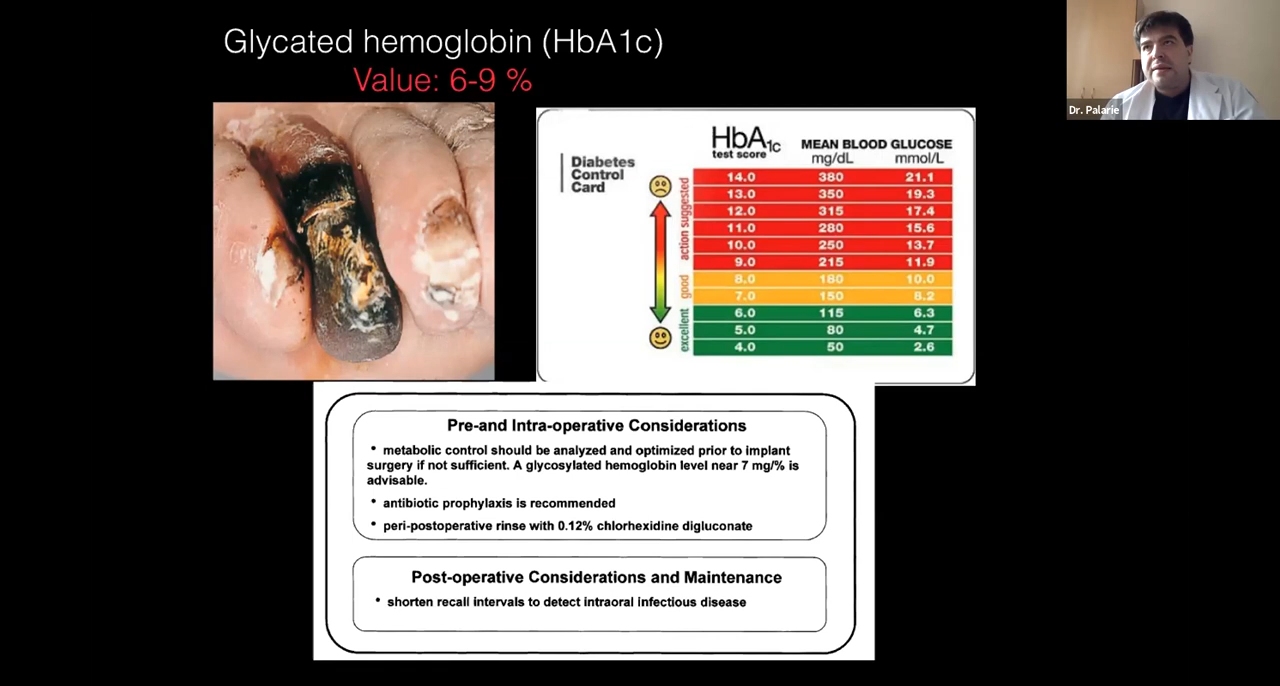 Glycated hemoglobin (HbA1c)
Value: 6-9 %
Dr. Palarie
Diabetes
Control
Card
HbA1c
test score
MEAN BLOOD GLUCOSE
mg/dL mmol/L
action suggested
good
excellent
14.0 380 21.1
13.0 350 19.3
12.0 315 17.4
11.0 280 15.6
10.0 250 13.7
9.0 215 11.9
8.0 180 10.0
7.0 150 8.2
6.0 115 6.3
5.0 80 4.7
4.0 50 2.6
Pre-and Intra-operative Considerations
• metabolic control should be analyzed and optimized prior to implant
surgery if not sufficient. A glycosylated hemoglobin level near 7 mg/% is
advisable.
• antibiotic prophylaxis is recommended
• peri-postoperative rinse with 0.12% chlorhexidine digluconate
Post-operative Considerations and Maintenance
• shorten recall intervals to detect intraoral infectious disease